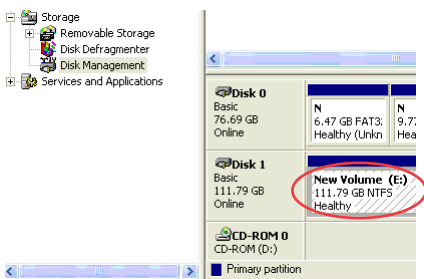 Storage
Removable Storage
Disk Defragmenter
Disk Management
Services and Applications
Disk 0
Basic
76.69 GB
Online
N
6.47 GB FAT3
Healthy (Unkn
N
9.7
Hea
Disk 1
Basic
111.79 GB
Online
New Volume (E:)
111.79 GB NTFS
Healthy
CD-ROM 0
CD-ROM (D:)
Primary partition